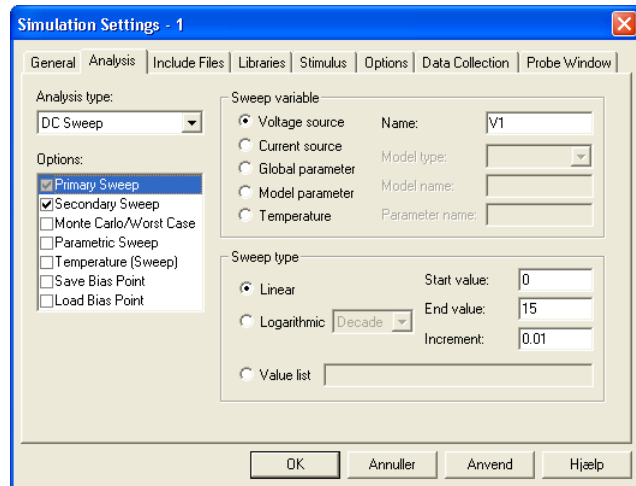 Simulation Settings - 1
General Analysis Include Files Libraries Stimulus Options Data Collection Probe Window
Analysis type:
DC Sweep
Options:
Primary Sweep
Secondary Sweep
Monte Carlo/Worst Case
Parametric Sweep
Temperature (Sweep)
Save Bias Point
Load Bias Point
Sweep variable
Voltage source
Current source
Global parameter
Model parameter
Temperature
Name: V1
Model type:
Model name:
Parameter name:
Sweep type
Linear
Logarithmic Decade
Value list
Start value: 0
End value: 15
Increment: 0.01
OK Annuller Anvend Hjælp